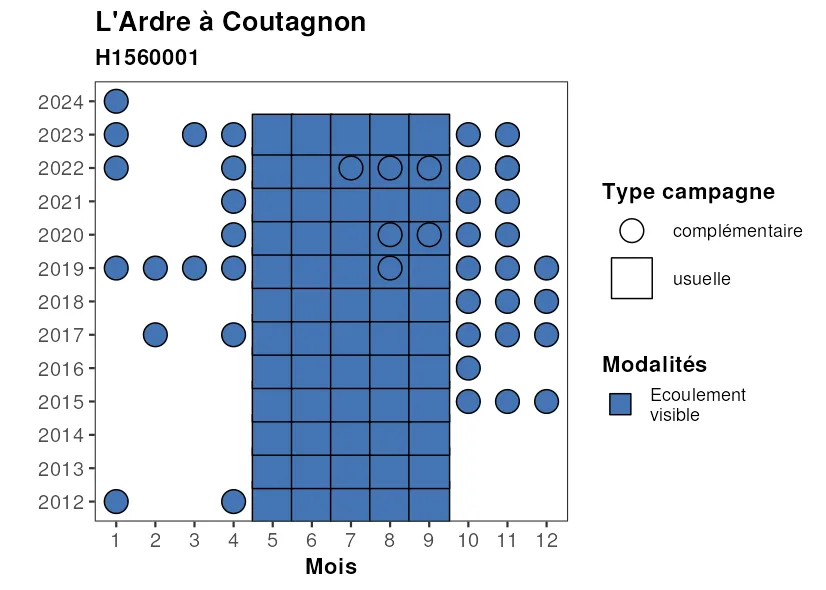 L'Ardre à Coutagnon
H1560001
2024
2023
2022
2021
2020
2019
2018
2017
2016
2015
2014
2013
2012
1 2 3 4 5 6 7 8 9 10 11 12
Mois
Type campagne
complémentaire
usuelle
Modalités
Ecoulement
visible